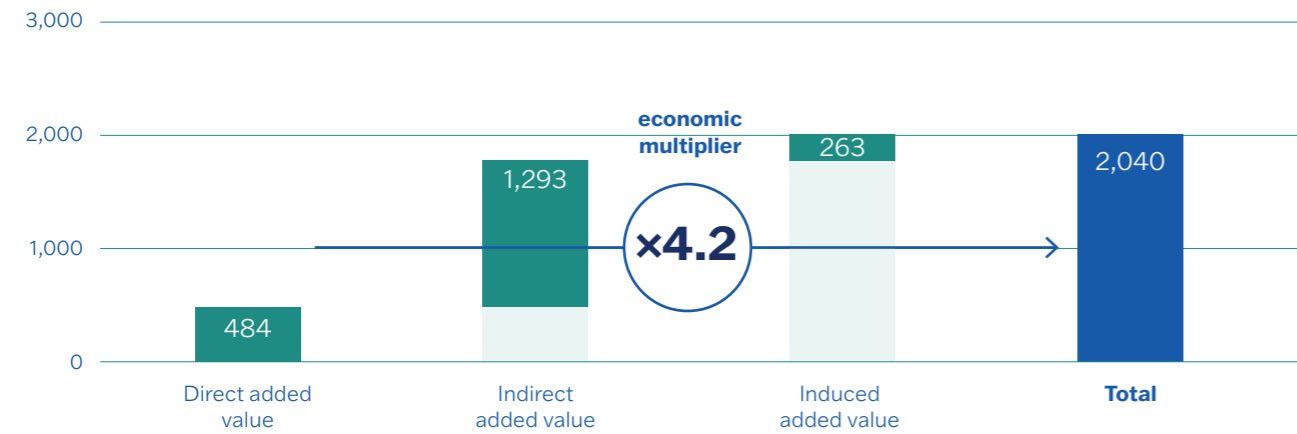 3,000
2,000
1,000
0
economic
multiplier
×4.2
484
1,293
263
2,040
Direct added
value
Indirect
added value
Induced
added value
Total